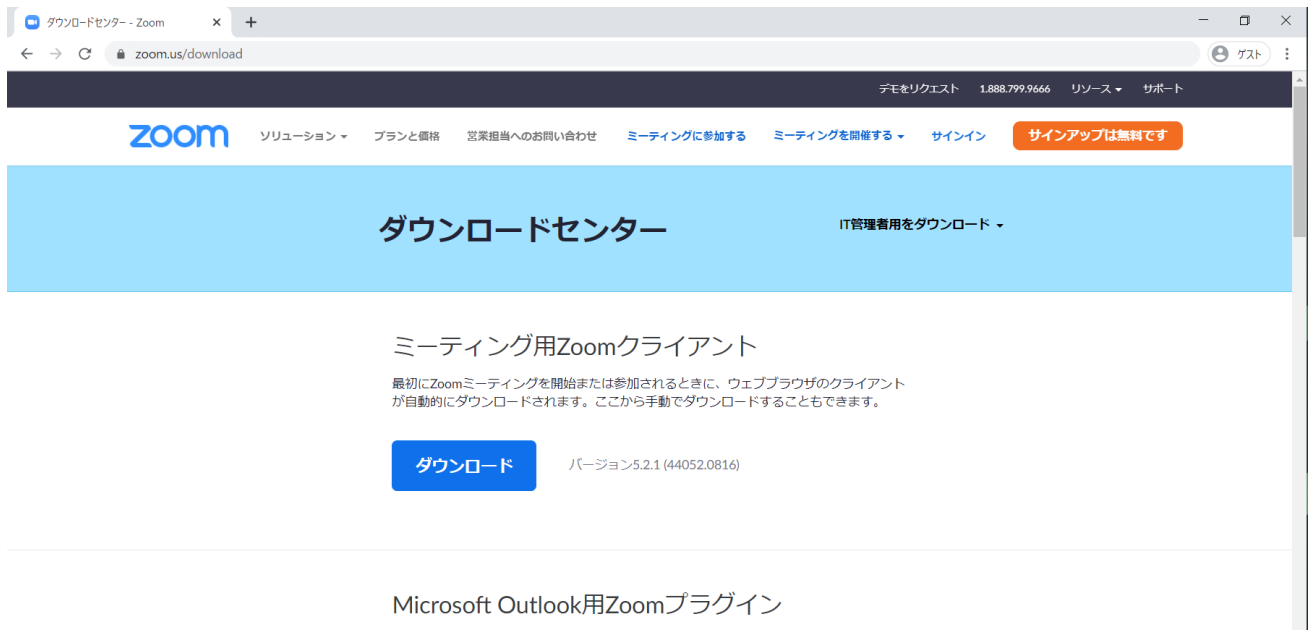 ダウンロードセンター - Zoom
zoom.us/download
ゲスト
デモをリクエスト 1.888.799.9666 リソース サポート
zoom ソリューション プランと価格 営業担当へのお問い合わせ ミーティングに参加する ミーティングを開催する サインイン サインアップは無料です
ダウンロードセンター IT管理者用をダウンロード
ミーティング用Zoomクライアント
最初にZoomミーティングを開始または参加されるときに、ウェブブラウザのクライアント
が自動的にダウンロードされます。ここから手動でダウンロードすることもできます。
ダウンロード バージョン5.2.1 (44052.0816)
Microsoft Outlook用Zoomプラグイン